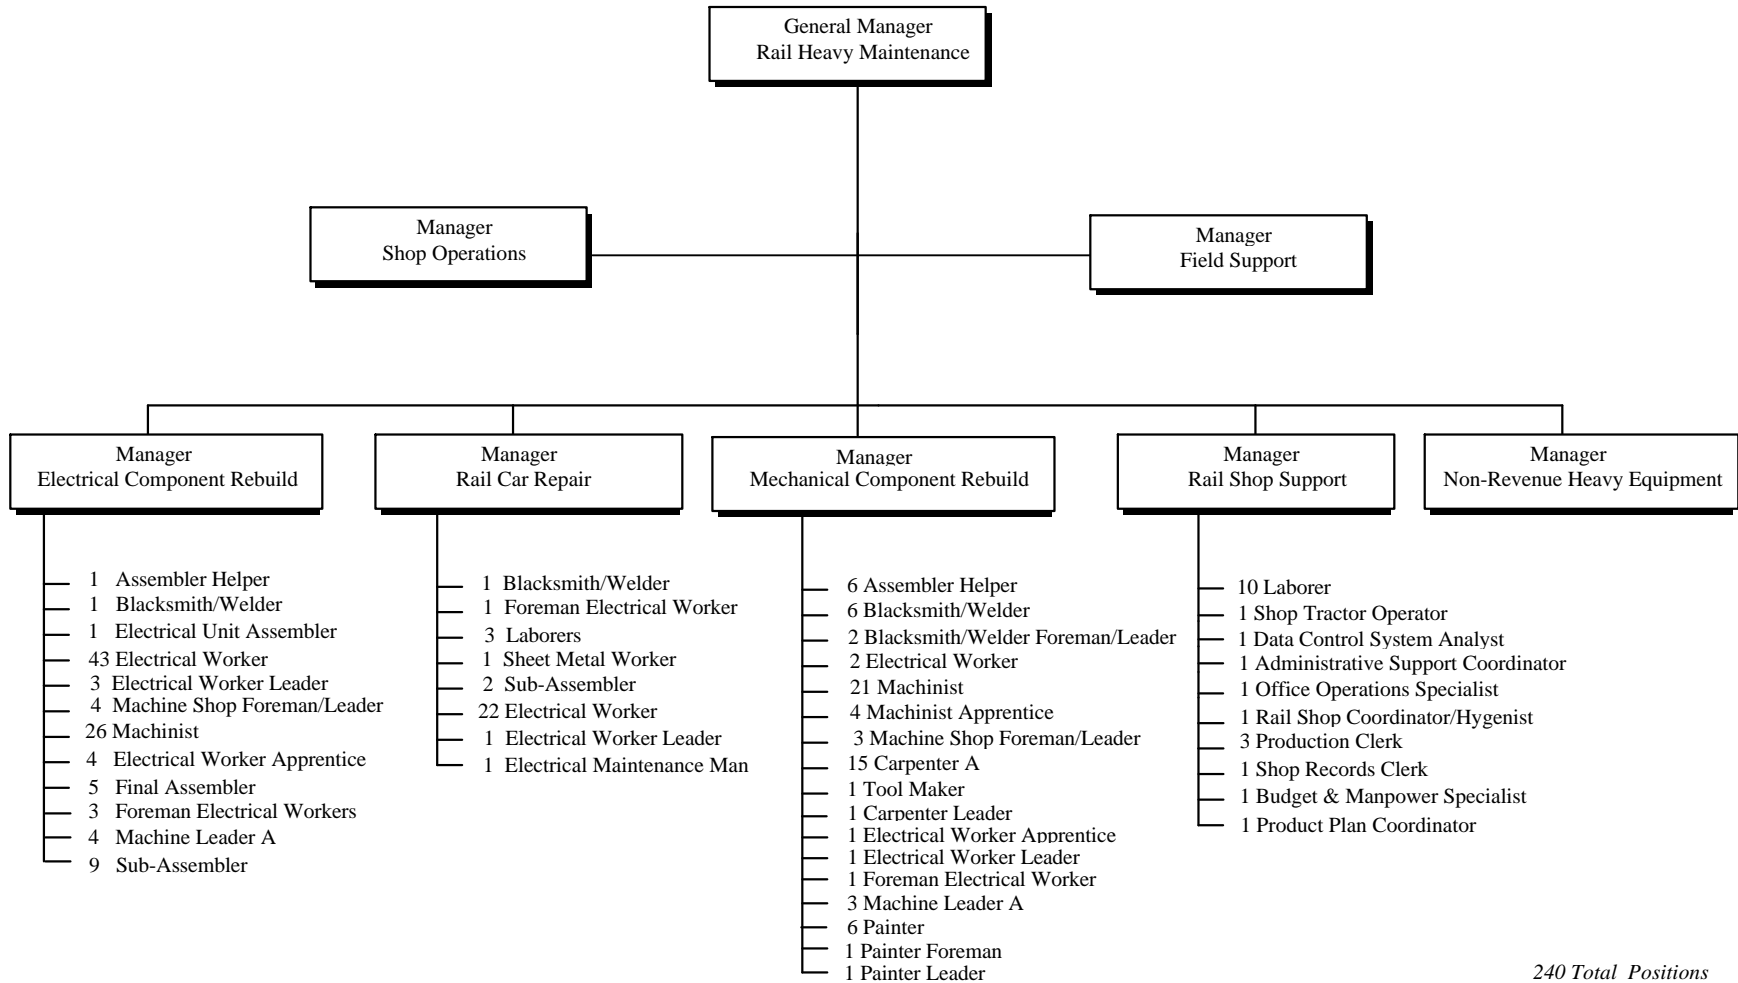 General Manager
Rail Heavy Maintenance
Manager
Shop Operations
Manager
Field Support
Manager
Electrical Component Rebuild
1 Assembler Helper
1 Blacksmith/Welder
1 Electrical Unit Assembler
43 Electrical Worker
3 Electrical Worker Leader
4 Machine Shop Foreman/Leader
26 Machinist
4 Electrical Worker Apprentice
5 Final Assembler
3 Foreman Electrical Workers
4 Machine Leader A
9 Sub-Assembler
Manager
Rail Car Repair
1 Blacksmith/Welder
1 Foreman Electrical Worker
3 Laborers
1 Sheet Metal Worker
2 Sub-Assembler
22 Electrical Worker
1 Electrical Worker Leader
1 Electrical Maintenance Man
Manager
Mechanical Component Rebuild
6 Assembler Helper
6 Blacksmith/Welder
2 Blacksmith/Welder Foreman/Leader
2 Electrical Worker
21 Machinist
4 Machinist Apprentice
3 Machine Shop Foreman/Leader
15 Carpenter A
1 Tool Maker
1 Carpenter Leader
1 Electrical Worker Apprentice
1 Electrical Worker Leader
1 Foreman Electrical Worker
3 Machine Leader A
6 Painter
1 Painter Foreman
1 Painter Leader
Manager
Rail Shop Support
10 Laborer
1 Shop Tractor Operator
1 Data Control System Analyst
1 Administrative Support Coordinator
1 Office Operations Specialist
1 Rail Shop Coordinator/Hygenist
3 Production Clerk
1 Shop Records Clerk
1 Budget & Manpower Specialist
1 Product Plan Coordinator
Manager
Non-Revenue Heavy Equipment
240 Total Positions